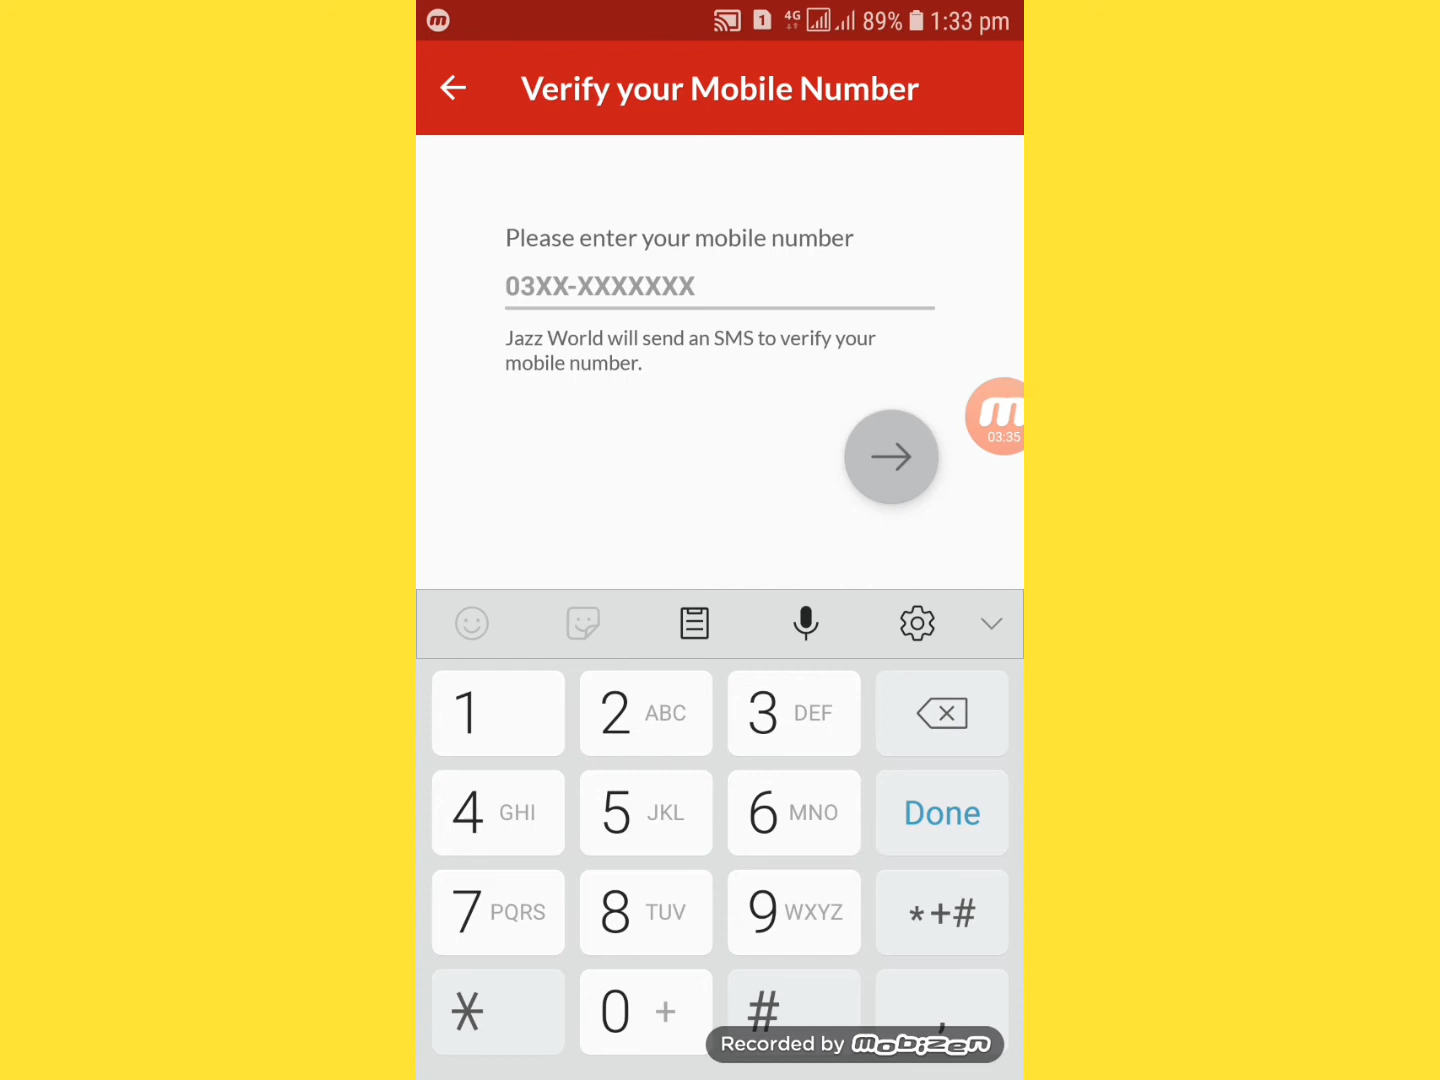 m 1 4G 89% 1:33 pm
Verify your Mobile Number
Please enter your mobile number
03XX-XXXXXXX
Jazz World will send an SMS to verify your
mobile number.
m
03:35
1 2 ABC 3 DEF
4 GHI 5 JKL 6 MNO Done
7 PQRS 8 TUV 9 WXYZ *+#
* 0 + # ,
Recorded by mobizen